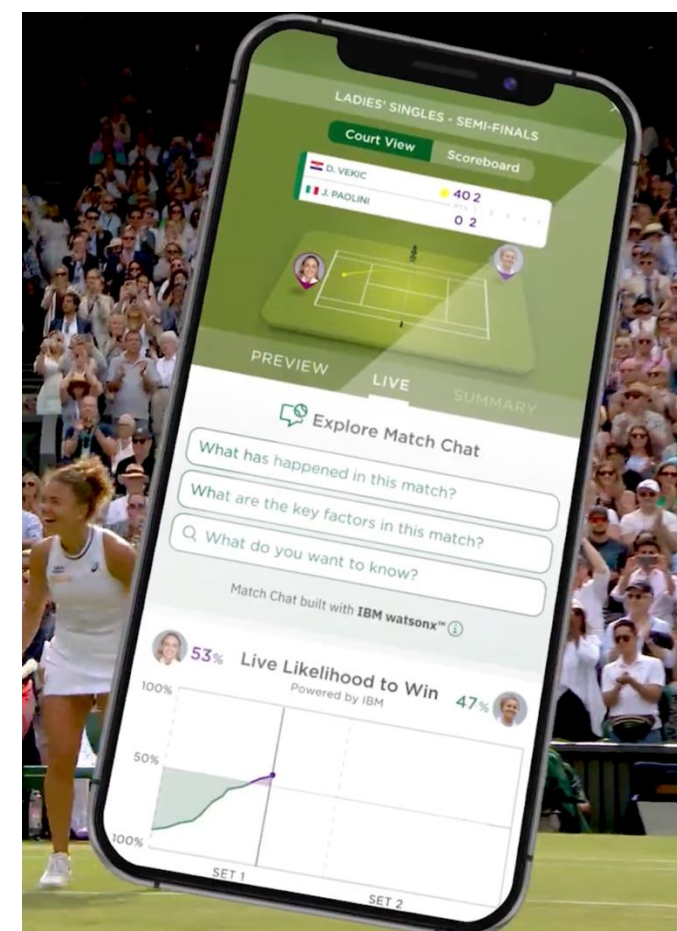 LADIES' SINGLES - SEMI-FINALS
Court View Scoreboard
D. VEKIC 40 2
J. PAOLINI 0 2
PREVIEW LIVE SUMMARY
Explore Match Chat
What has happened in this match?
What are the key factors in this match?
What do you want to know?
Match Chat built with IBM watsonx™
53% Live Likelihood to Win 47%
Powered by IBM
100%
50%
100%
SET 1 SET 2